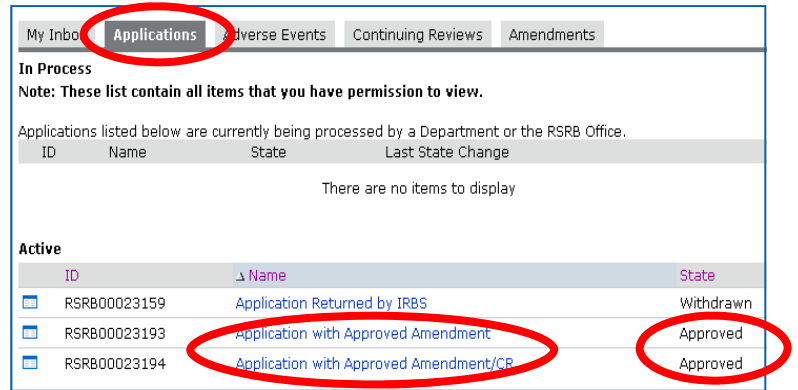 My Inbox Applications Adverse Events Continuing Reviews Amendments
In Process
Note: These list contain all items that you have permission to view.
Applications listed below are currently being processed by a Department or the RSRB Office.
ID Name State Last State Change
There are no items to display
Active
ID Name State
RSRB00023159 Application Returned by IRBS Withdrawn
RSRB00023193 Application with Approved Amendment Approved
RSRB00023194 Application with Approved Amendment/CR Approved